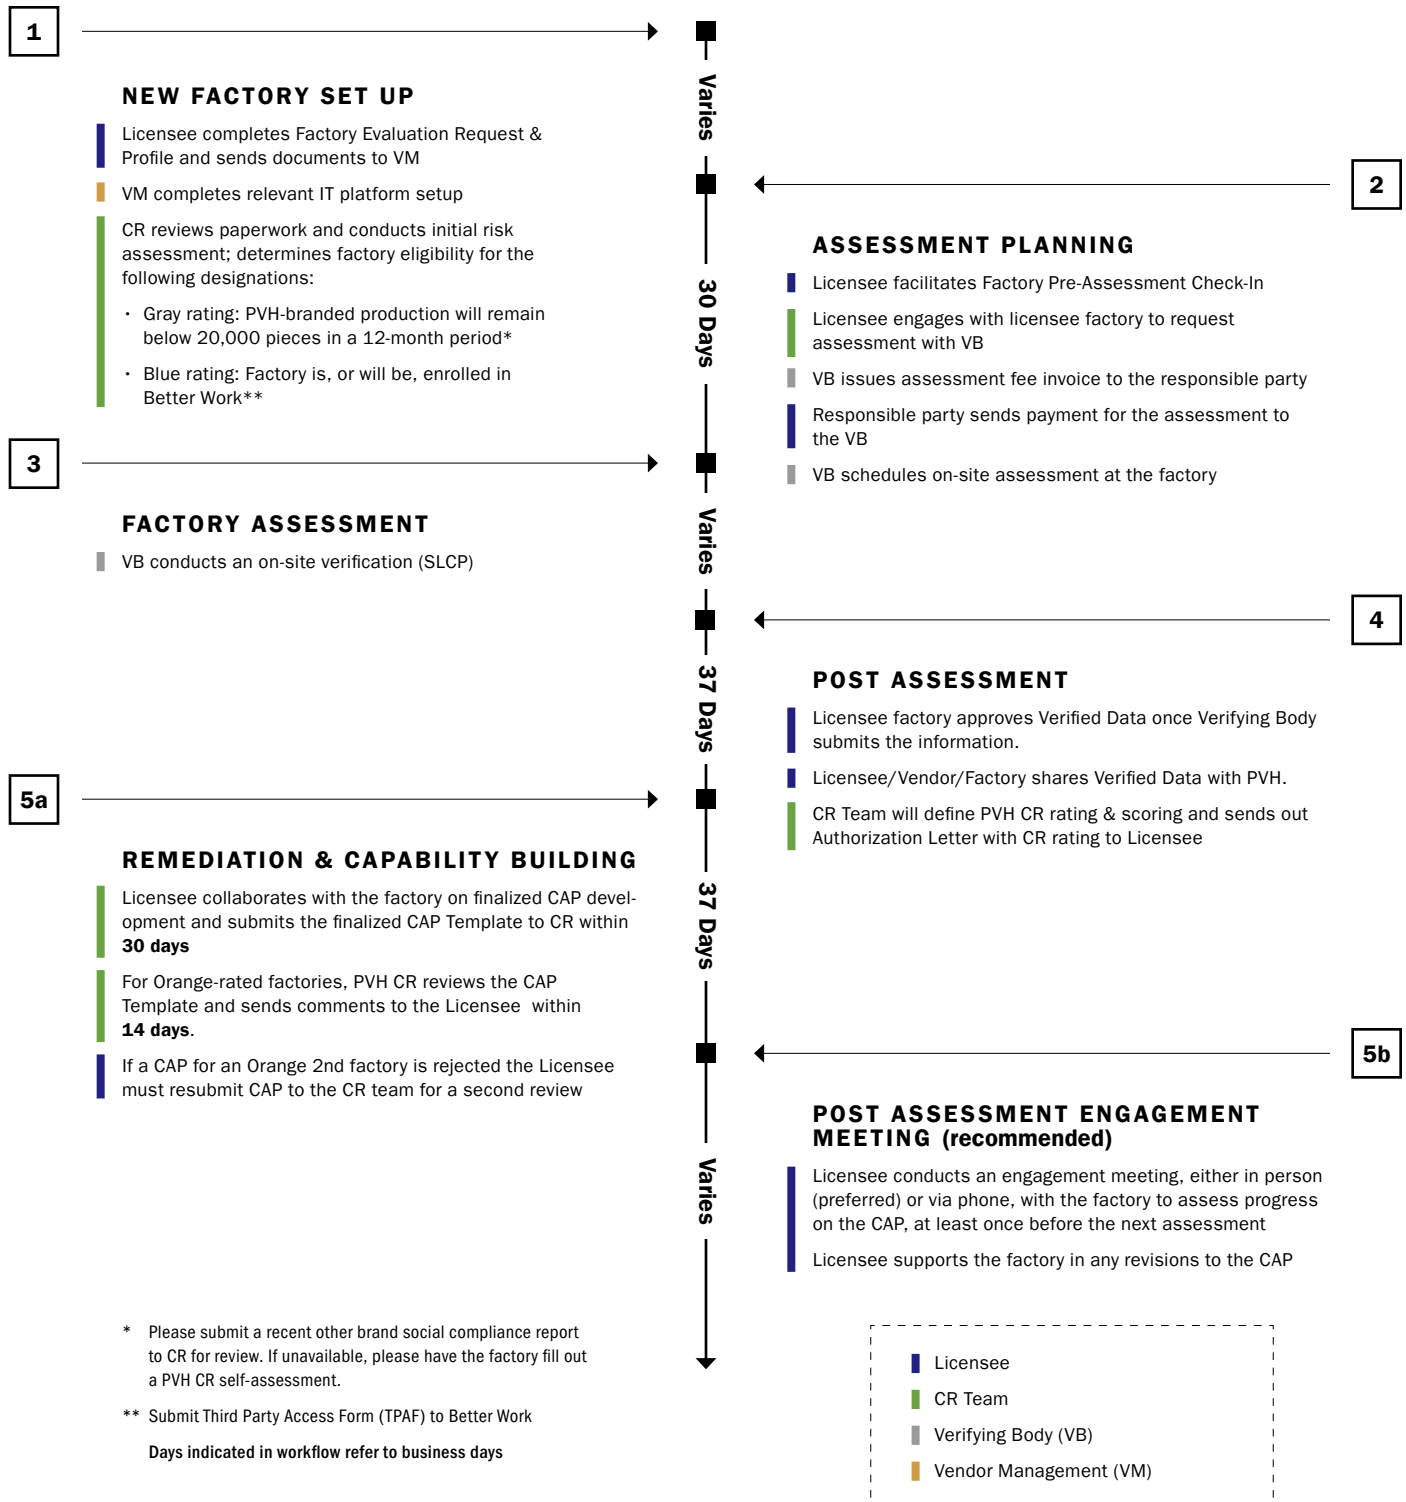 1
NEW FACTORY SET UP
Licensee completes Factory Evaluation Request &
Profile and sends documents to VM
VM completes relevant IT platform setup
CR reviews paperwork and conducts initial risk
assessment; determines factory eligibility for the
following designations:
• Gray rating: PVH-branded production will remain
below 20,000 pieces in a 12-month period*
• Blue rating: Factory is, or will be, enrolled in
Better Work**
Varies
2
ASSESSMENT PLANNING
Licensee facilitates Factory Pre-Assessment Check-In
Licensee engages with licensee factory to request
assessment with VB
VB issues assessment fee invoice to the responsible party
Responsible party sends payment for the assessment to
the VB
VB schedules on-site assessment at the factory
30 Days
3
FACTORY ASSESSMENT
VB conducts an on-site verification (SLCP)
Varies
4
POST ASSESSMENT
Licensee factory approves Verified Data once Verifying Body
submits the information.
Licensee/Vendor/Factory shares Verified Data with PVH.
CR Team will define PVH CR rating & scoring and sends out
Authorization Letter with CR rating to Licensee
37 Days
5a
REMEDIATION & CAPABILITY BUILDING
Licensee collaborates with the factory on finalized CAP devel-
opment and submits the finalized CAP Template to CR within
30 days
For Orange-rated factories, PVH CR reviews the CAP
Template and sends comments to the Licensee within
14 days.
If a CAP for an Orange 2nd factory is rejected the Licensee
must resubmit CAP to the CR team for a second review
37 Days
5b
POST ASSESSMENT ENGAGEMENT
MEETING (recommended)
Licensee conducts an engagement meeting, either in person
(preferred) or via phone, with the factory to assess progress
on the CAP, at least once before the next assessment
Licensee supports the factory in any revisions to the CAP
Varies
* Please submit a recent other brand social compliance report
to CR for review. If unavailable, please have the factory fill out
a PVH CR self-assessment.
** Submit Third Party Access Form (TPAF) to Better Work
Days indicated in workflow refer to business days
Licensee
CR Team
Verifying Body (VB)
Vendor Management (VM)